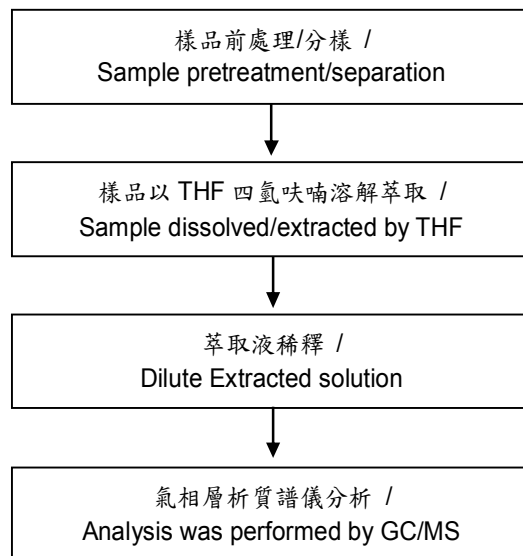 樣品前處理/分樣 /
Sample pretreatment/separation
樣品以 THF 四氫呋喃溶解萃取 /
Sample dissolved/extracted by THF
萃取液稀釋 /
Dilute Extracted solution
氣相層析質譜儀分析 /
Analysis was performed by GC/MS